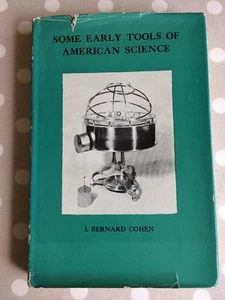 SOME EARLY TOOLS OF
AMERICAN SCIENCE
I. BERNARD COHEN